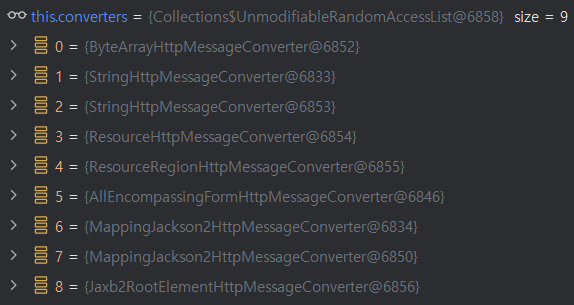 this.converters = {Collections$UnmodifiableRandomAccessList@6858} size = 9
0 = {ByteArrayHttpMessageConverter@6852}
1 = {StringHttpMessageConverter@6833}
2 = {StringHttpMessageConverter@6853}
3 = {ResourceHttpMessageConverter@6854}
4 = {ResourceRegionHttpMessageConverter@6855}
5 = {AllEncompassingFormHttpMessageConverter@6846}
6 = {MappingJackson2HttpMessageConverter@6834}
7 = {MappingJackson2HttpMessageConverter@6850}
8 = {Jaxb2RootElementHttpMessageConverter@6856}